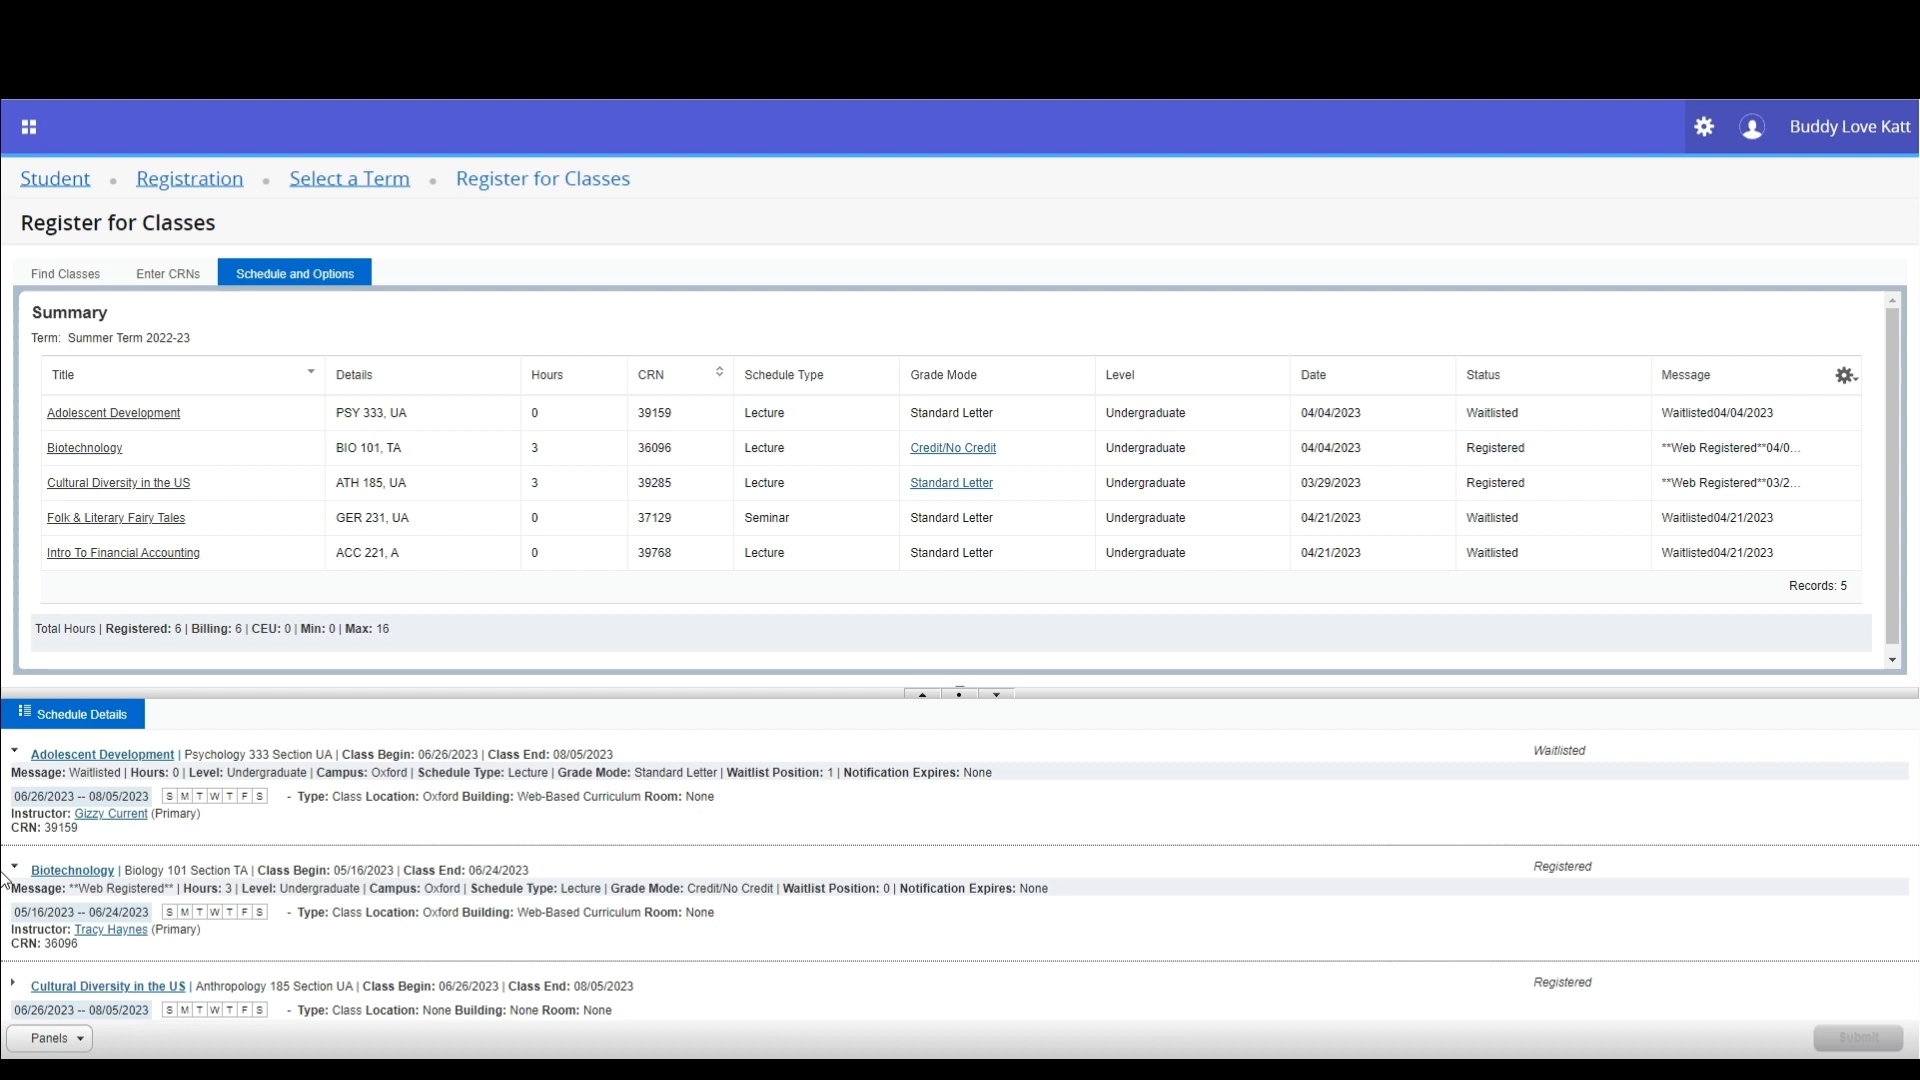 Buddy Love Katt
Student • Registration • Select a Term • Register for Classes
Register for Classes
Find Classes Enter CRNs Schedule and Options
Summary
Term: Summer Term 2022-23
Title Details Hours CRN Schedule Type Grade Mode Level Date Status Message
Adolescent Development PSY 333, UA 0 39159 Lecture Standard Letter Undergraduate 04/04/2023 Waitlisted Waitlisted04/04/2023
Biotechnology BIO 101, TA 3 36096 Lecture Credit/No Credit Undergraduate 04/04/2023 Registered **Web Registered**04/0...
Cultural Diversity in the US ATH 185, UA 3 39285 Lecture Standard Letter Undergraduate 03/29/2023 Registered **Web Registered**03/2...
Folk & Literary Fairy Tales GER 231, UA 0 37129 Seminar Standard Letter Undergraduate 04/21/2023 Waitlisted Waitlisted04/21/2023
Intro To Financial Accounting ACC 221, A 0 39768 Lecture Standard Letter Undergraduate 04/21/2023 Waitlisted Waitlisted04/21/2023
Records: 5
Total Hours | Registered: 6 | Billing: 6 | CEU: 0 | Min: 0 | Max: 16
Schedule Details
Adolescent Development | Psychology 333 Section UA | Class Begin: 06/26/2023 | Class End: 08/05/2023 Waitlisted
Message: Waitlisted | Hours: 0 | Level: Undergraduate | Campus: Oxford | Schedule Type: Lecture | Grade Mode: Standard Letter | Waitlist Position: 1 | Notification Expires: None
06/26/2023 -- 08/05/2023 S M T W T F S - Type: Class Location: Oxford Building: Web-Based Curriculum Room: None
Instructor: Gizzy Current (Primary)
CRN: 39159
Biotechnology | Biology 101 Section TA | Class Begin: 05/16/2023 | Class End: 06/24/2023 Registered
Message: **Web Registered** | Hours: 3 | Level: Undergraduate | Campus: Oxford | Schedule Type: Lecture | Grade Mode: Credit/No Credit | Waitlist Position: 0 | Notification Expires: None
05/16/2023 -- 06/24/2023 S M T W T F S - Type: Class Location: Oxford Building: Web-Based Curriculum Room: None
Instructor: Tracy Haynes (Primary)
CRN: 36096
Cultural Diversity in the US | Anthropology 185 Section UA | Class Begin: 06/26/2023 | Class End: 08/05/2023 Registered
06/26/2023 -- 08/05/2023 S M T W T F S - Type: Class Location: None Building: None Room: None
Panels Submit